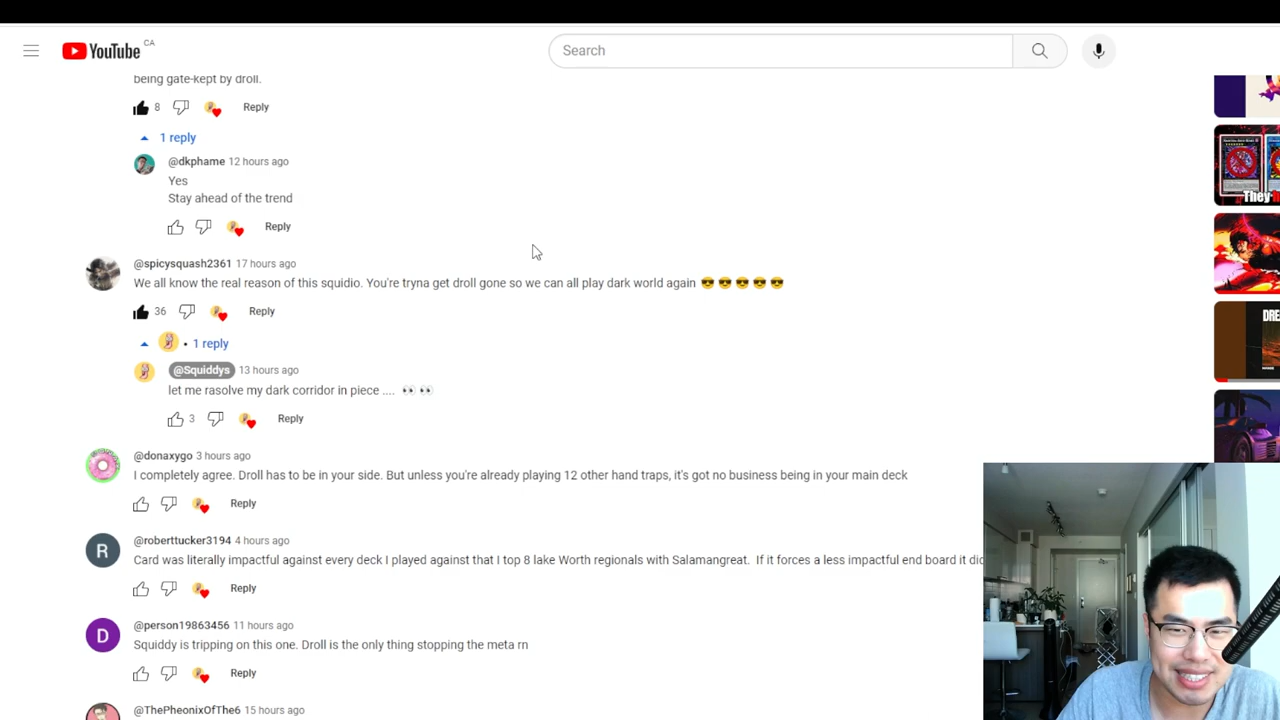 YouTube CA
Search
being gate-kept by droll.
8 Reply
1 reply
@dkphame 12 hours ago
Yes
Stay ahead of the trend
Reply
They
@spicysquash2361 17 hours ago
We all know the real reason of this squidio. You're tryna get droll gone so we can all play dark world again 😎😎😎😎😎
36 Reply
• 1 reply
@Squiddys 13 hours ago
let me rasolve my dark corridor in piece .... 👀👀
3 Reply
@donaxygo 3 hours ago
I completely agree. Droll has to be in your side. But unless you're already playing 12 other hand traps, it's got no business being in your main deck
Reply
R
@roberttucker3194 4 hours ago
Card was literally impactful against every deck I played against that I top 8 lake Worth regionals with Salamangreat. If it forces a less impactful end board it di
Reply
D
@person19863456 11 hours ago
Squiddy is tripping on this one. Droll is the only thing stopping the meta rn
Reply
@ThePheonixOfThe6 15 hours ago